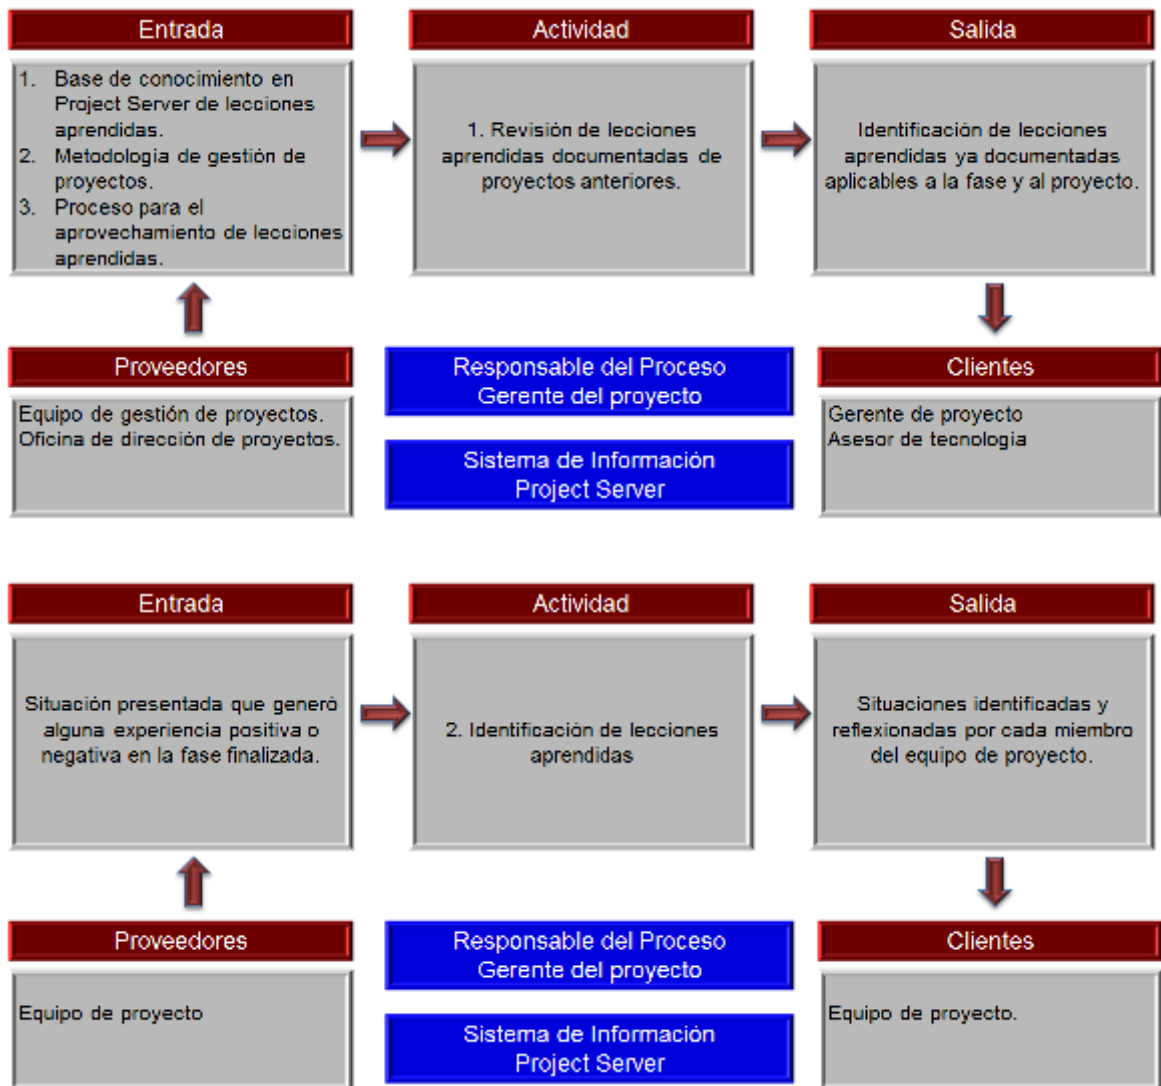 Entrada
1. Base de conocimiento en
Project Server de lecciones
aprendidas.
2. Metodología de gestión de
proyectos.
3. Proceso para el
aprovechamiento de lecciones
aprendidas.
Actividad
1. Revisión de lecciones
aprendidas documentadas de
proyectos anteriores.
Salida
Identificación de lecciones
aprendidas ya documentadas
aplicables a la fase y al proyecto.
Proveedores
Equipo de gestión de proyectos.
Oficina de dirección de proyectos.
Responsable del Proceso
Gerente del proyecto
Sistema de Información
Project Server
Clientes
Gerente de proyecto
Asesor de tecnología
Entrada
Situación presentada que generó
alguna experiencia positiva o
negativa en la fase finalizada.
Actividad
2. Identificación de lecciones
aprendidas
Salida
Situaciones identificadas y
reflexionadas por cada miembro
del equipo de proyecto.
Proveedores
Equipo de proyecto
Responsable del Proceso
Gerente del proyecto
Sistema de Información
Project Server
Clientes
Equipo de proyecto.